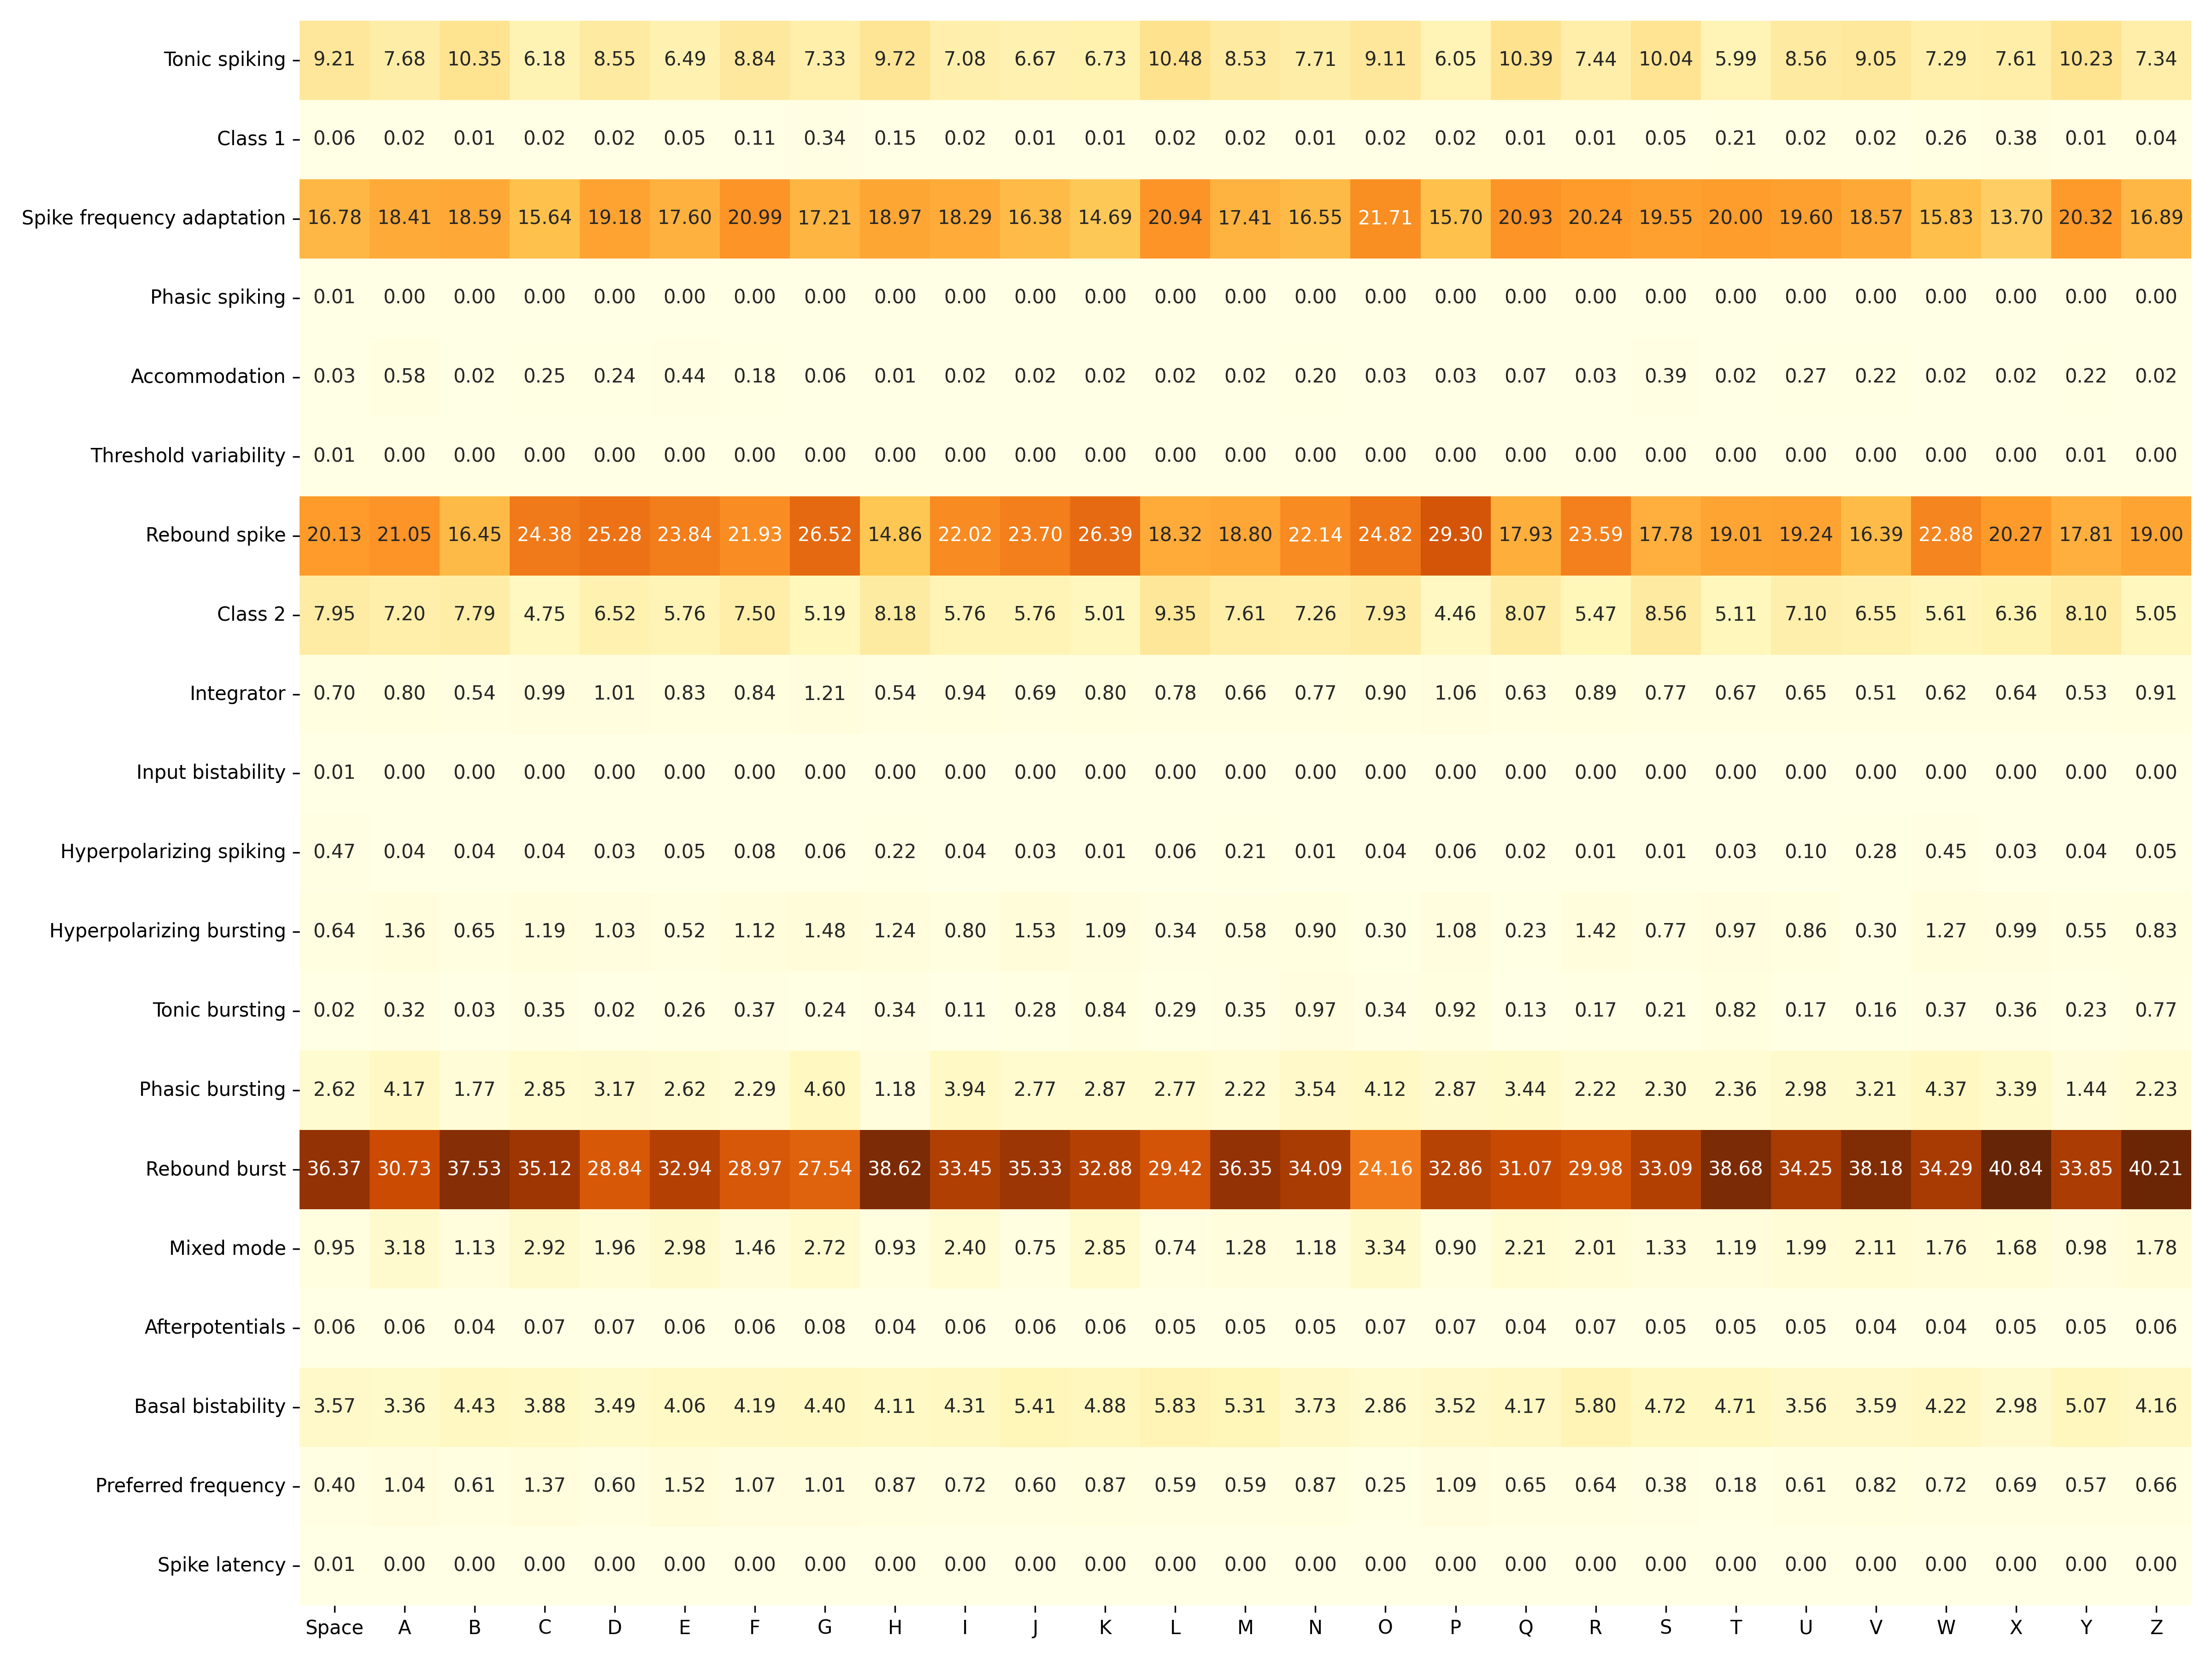 Tonic spiking 9.21 7.68 10.35 6.18 8.55 6.49 8.84 7.33 9.72 7.08 6.67 6.73 10.48 8.53 7.71 9.11 6.05 10.39 7.44 10.04 5.99 8.56 9.05 7.29 7.61 10.23 7.34
Class 1 0.06 0.02 0.01 0.02 0.02 0.05 0.11 0.34 0.15 0.02 0.01 0.01 0.02 0.02 0.01 0.02 0.02 0.01 0.01 0.05 0.21 0.02 0.02 0.26 0.38 0.01 0.04
Spike frequency adaptation 16.78 18.41 18.59 15.64 19.18 17.60 20.99 17.21 18.97 18.29 16.38 14.69 20.94 17.41 16.55 21.71 15.70 20.93 20.24 19.55 20.00 19.60 18.57 15.83 13.70 20.32 16.89
Phasic spiking 0.01 0.00 0.00 0.00 0.00 0.00 0.00 0.00 0.00 0.00 0.00 0.00 0.00 0.00 0.00 0.00 0.00 0.00 0.00 0.00 0.00 0.00 0.00 0.00 0.00 0.00 0.00
Accommodation 0.03 0.58 0.02 0.25 0.24 0.44 0.18 0.06 0.01 0.02 0.02 0.02 0.02 0.02 0.20 0.03 0.03 0.07 0.03 0.39 0.02 0.27 0.22 0.02 0.02 0.22 0.02
Threshold variability 0.01 0.00 0.00 0.00 0.00 0.00 0.00 0.00 0.00 0.00 0.00 0.00 0.00 0.00 0.00 0.00 0.00 0.00 0.00 0.00 0.00 0.00 0.00 0.00 0.00 0.01 0.00
Rebound spike 20.13 21.05 16.45 24.38 25.28 23.84 21.93 26.52 14.86 22.02 23.70 26.39 18.32 18.80 22.14 24.82 29.30 17.93 23.59 17.78 19.01 19.24 16.39 22.88 20.27 17.81 19.00
Class 2 7.95 7.20 7.79 4.75 6.52 5.76 7.50 5.19 8.18 5.76 5.76 5.01 9.35 7.61 7.26 7.93 4.46 8.07 5.47 8.56 5.11 7.10 6.55 5.61 6.36 8.10 5.05
Integrator 0.70 0.80 0.54 0.99 1.01 0.83 0.84 1.21 0.54 0.94 0.69 0.80 0.78 0.66 0.77 0.90 1.06 0.63 0.89 0.77 0.67 0.65 0.51 0.62 0.64 0.53 0.91
Input bistability 0.01 0.00 0.00 0.00 0.00 0.00 0.00 0.00 0.00 0.00 0.00 0.00 0.00 0.00 0.00 0.00 0.00 0.00 0.00 0.00 0.00 0.00 0.00 0.00 0.00 0.00 0.00
Hyperpolarizing spiking 0.47 0.04 0.04 0.04 0.03 0.05 0.08 0.06 0.22 0.04 0.03 0.01 0.06 0.21 0.01 0.04 0.06 0.02 0.01 0.01 0.03 0.10 0.28 0.45 0.03 0.04 0.05
Hyperpolarizing bursting 0.64 1.36 0.65 1.19 1.03 0.52 1.12 1.48 1.24 0.80 1.53 1.09 0.34 0.58 0.90 0.30 1.08 0.23 1.42 0.77 0.97 0.86 0.30 1.27 0.99 0.55 0.83
Tonic bursting 0.02 0.32 0.03 0.35 0.02 0.26 0.37 0.24 0.34 0.11 0.28 0.84 0.29 0.35 0.97 0.34 0.92 0.13 0.17 0.21 0.82 0.17 0.16 0.37 0.36 0.23 0.77
Phasic bursting 2.62 4.17 1.77 2.85 3.17 2.62 2.29 4.60 1.18 3.94 2.77 2.87 2.77 2.22 3.54 4.12 2.87 3.44 2.22 2.30 2.36 2.98 3.21 4.37 3.39 1.44 2.23
Rebound burst 36.37 30.73 37.53 35.12 28.84 32.94 28.97 27.54 38.62 33.45 35.33 32.88 29.42 36.35 34.09 24.16 32.86 31.07 29.98 33.09 38.68 34.25 38.18 34.29 40.84 33.85 40.21
Mixed mode 0.95 3.18 1.13 2.92 1.96 2.98 1.46 2.72 0.93 2.40 0.75 2.85 0.74 1.28 1.18 3.34 0.90 2.21 2.01 1.33 1.19 1.99 2.11 1.76 1.68 0.98 1.78
Afterpotentials 0.06 0.06 0.04 0.07 0.07 0.06 0.06 0.08 0.04 0.06 0.06 0.06 0.05 0.05 0.05 0.07 0.07 0.04 0.07 0.05 0.05 0.05 0.04 0.04 0.05 0.05 0.06
Basal bistability 3.57 3.36 4.43 3.88 3.49 4.06 4.19 4.40 4.11 4.31 5.41 4.88 5.83 5.31 3.73 2.86 3.52 4.17 5.80 4.72 4.71 3.56 3.59 4.22 2.98 5.07 4.16
Preferred frequency 0.40 1.04 0.61 1.37 0.60 1.52 1.07 1.01 0.87 0.72 0.60 0.87 0.59 0.59 0.87 0.25 1.09 0.65 0.64 0.38 0.18 0.61 0.82 0.72 0.69 0.57 0.66
Spike latency 0.01 0.00 0.00 0.00 0.00 0.00 0.00 0.00 0.00 0.00 0.00 0.00 0.00 0.00 0.00 0.00 0.00 0.00 0.00 0.00 0.00 0.00 0.00 0.00 0.00 0.00 0.00
Space A B C D E F G H I J K L M N O P Q R S T U V W X Y Z